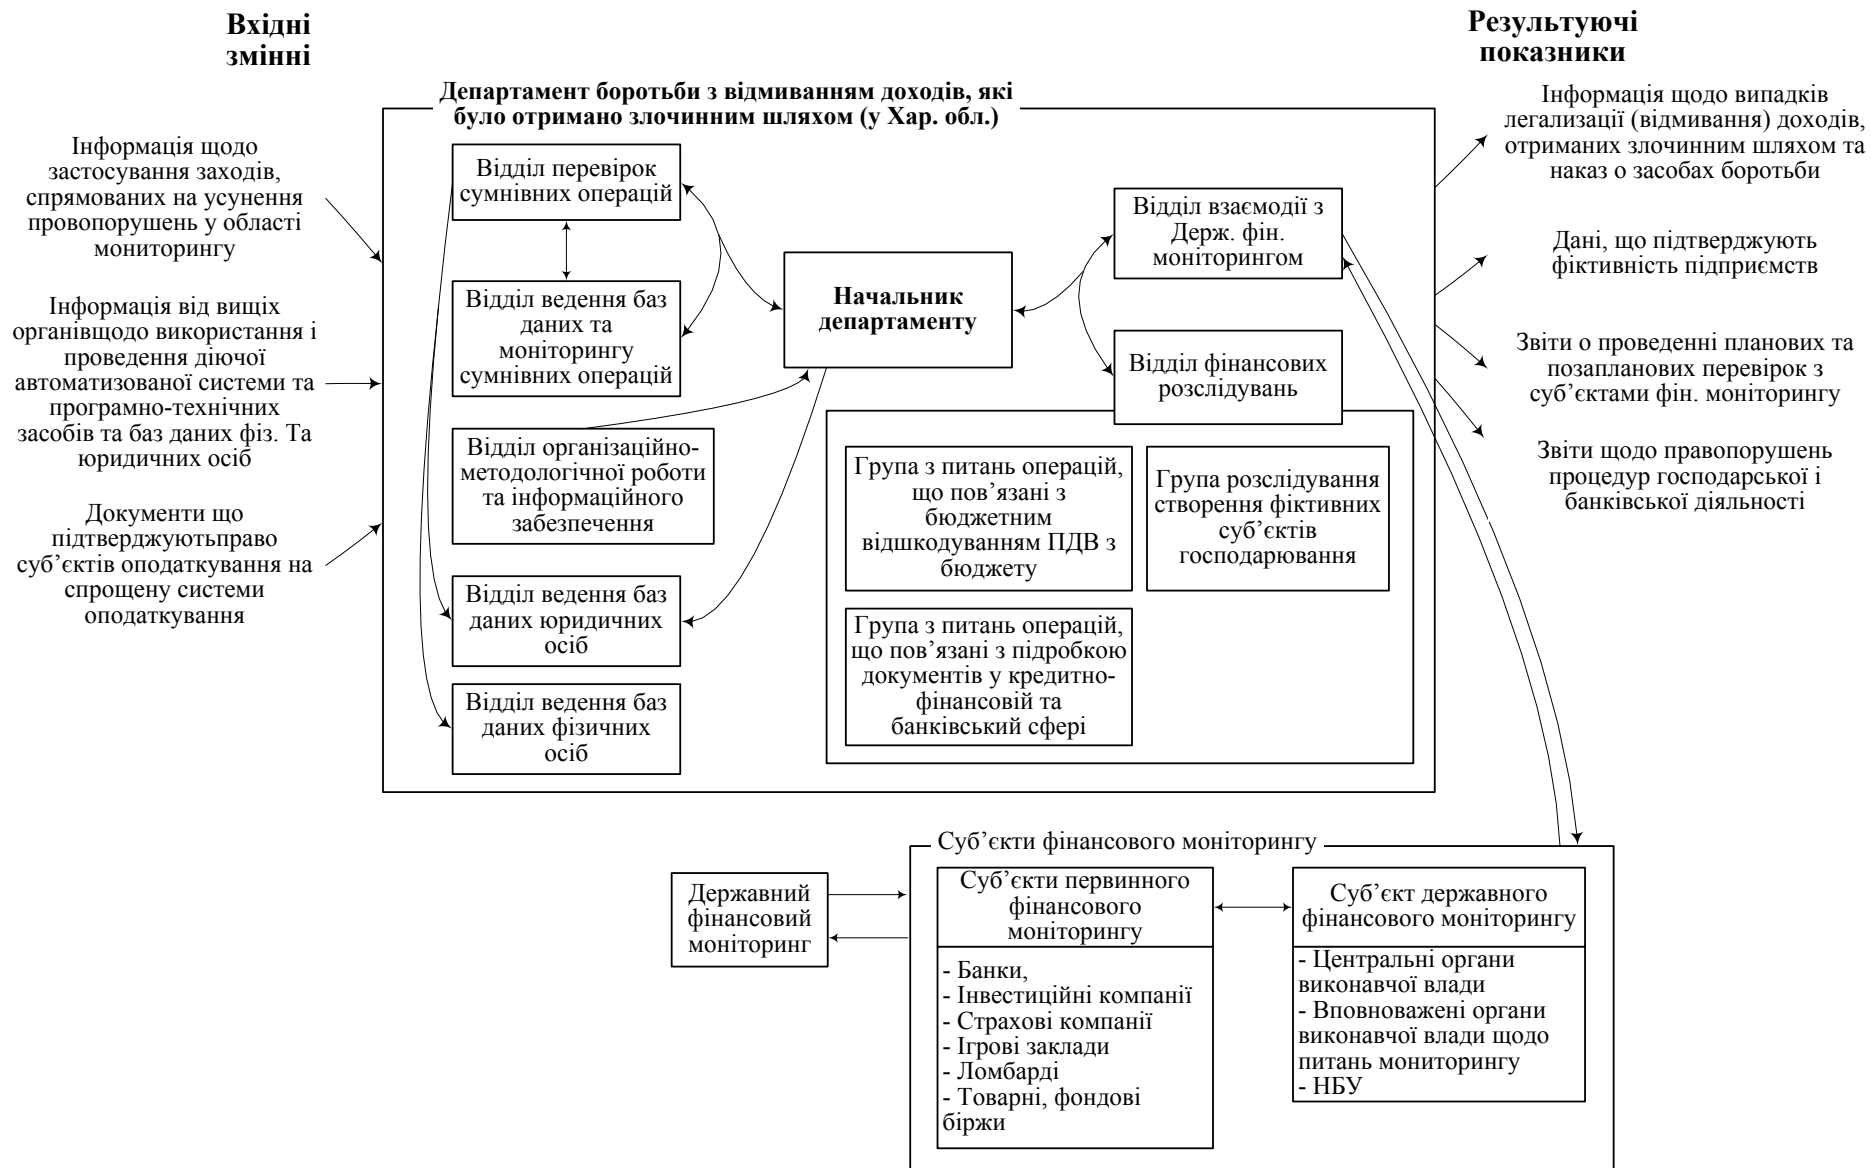 Вхідні
змінні
Результуючі
показники
Департамент боротьби з відмиванням доходів, які
було отримано злочинним шляхом (у Хар. обл.)
Інформація щодо
застосування заходів,
спрямованих на усунення
провопорушень у області
мониторингу
Інформація від вищіх
органівщодо використання і
проведення діючої
автоматизованої системи та
програмно-технічних
засобів та баз даних фіз. Та
юридичних осіб
Документи що
підтверджуютьправо
суб’єктів оподаткування на
спрощену системи
оподаткування
Відділ перевірок
сумнівних операцій
Відділ ведення баз
даних та
моніторингу
сумнівних операцій
Відділ організаційно-
методологічної роботи
та інформаційного
забезпечення
Відділ ведення баз
даних юридичних
осіб
Відділ ведення баз
даних фізичних
осіб
Начальник
департаменту
Відділ взаємодії з
Держ. фін.
моніторингом
Відділ фінансових
розслідувань
Група з питань операцій,
що пов’язані з
бюджетним
відшкодуванням ПДВ з
бюджету
Група розслідування
створення фіктивних
суб’єктів
господарювання
Група з питань операцій,
що пов’язані з підробкою
документів у кредитно-
фінансовій та
банківський сфері
Інформація щодо випадків
легализації (відмивання) доходів,
отриманих злочинним шляхом та
наказ о засобах боротьби
Дані, що підтверджують
фіктивність підприємств
Звіти о проведенні планових та
позапланових перевірок з
суб’єктами фін. моніторингу
Звіти щодо правопорушень
процедур господарської і
банківської діяльності
Суб’єкти фінансового моніторингу
Державний
фінансовий
моніторинг
Суб’єкти первинного
фінансового
моніторингу
- Банки,
- Інвестиційні компанії
- Страхові компанії
- Ігрові заклади
- Ломбарді
- Товарні, фондові
біржи
Суб’єкт державного
фінансового моніторингу
- Центральні органи
виконавчої влади
- Вповноважені органи
виконавчої влади щодо
питань мониторингу
- НБУ